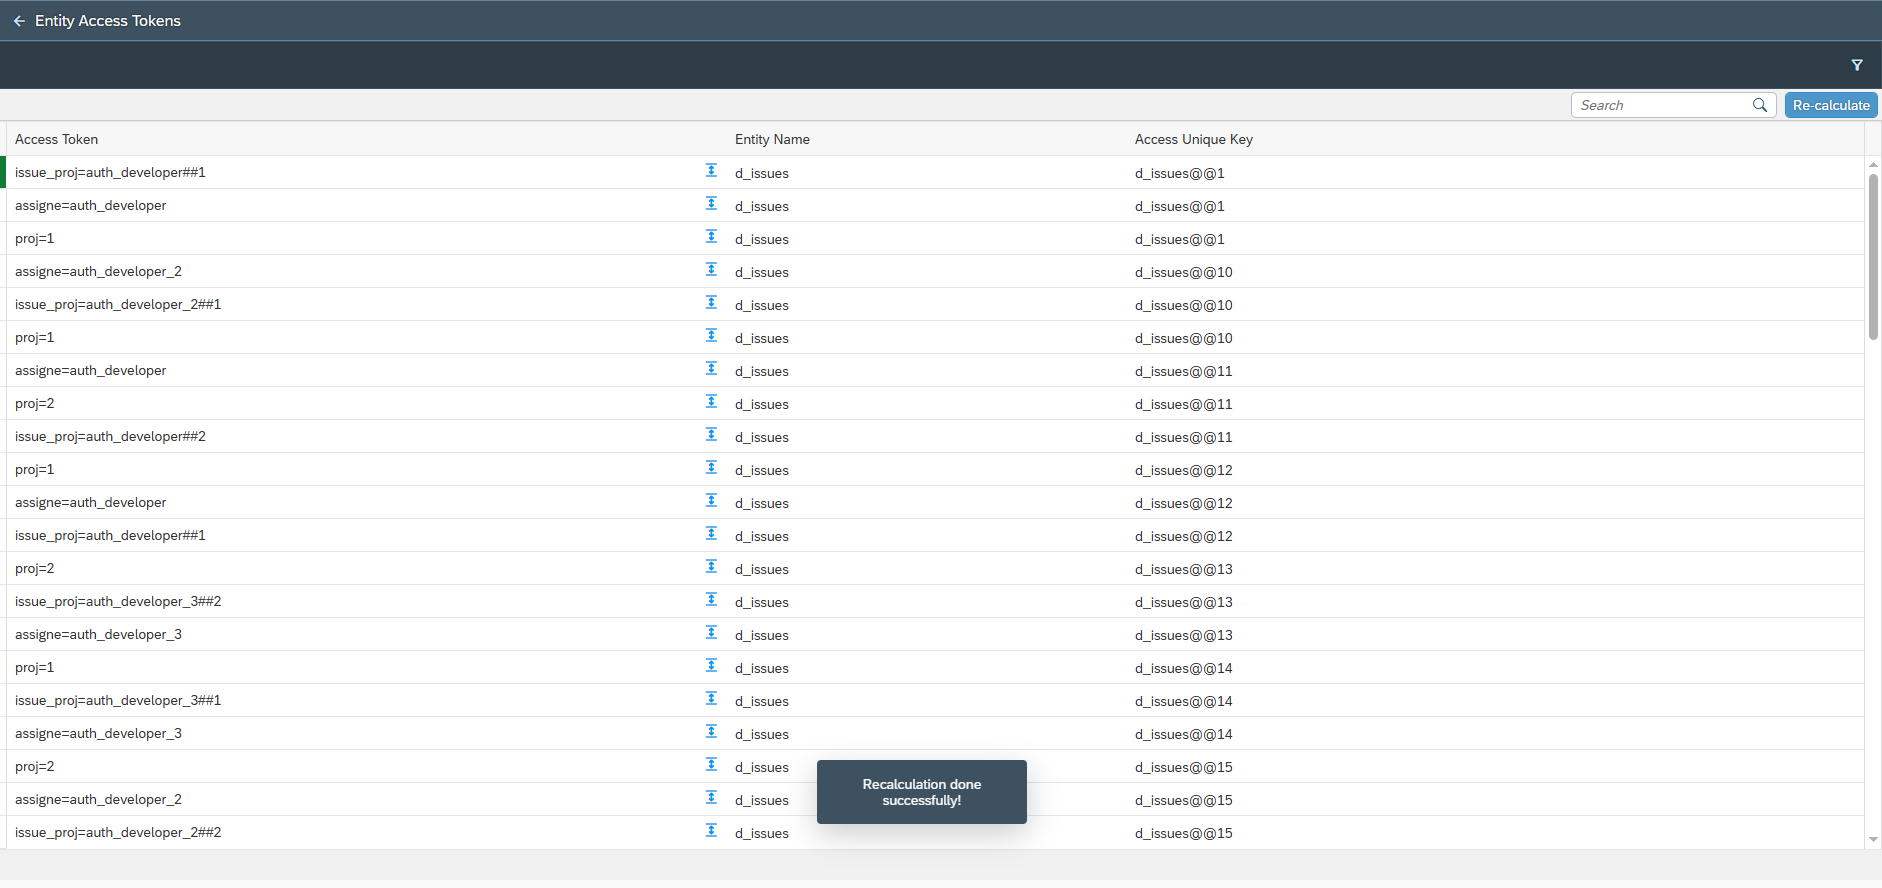 Entity Access Tokens
Search
Re-calculate
Access Token Entity Name Access Unique Key
issue_proj=auth_developer##1 d_issues d_issues@@1
assigne=auth_developer d_issues d_issues@@1
proj=1 d_issues d_issues@@1
assigne=auth_developer_2 d_issues d_issues@@10
issue_proj=auth_developer_2##1 d_issues d_issues@@10
proj=1 d_issues d_issues@@10
assigne=auth_developer d_issues d_issues@@11
proj=2 d_issues d_issues@@11
issue_proj=auth_developer##2 d_issues d_issues@@11
proj=1 d_issues d_issues@@12
assigne=auth_developer d_issues d_issues@@12
issue_proj=auth_developer##1 d_issues d_issues@@12
proj=2 d_issues d_issues@@13
issue_proj=auth_developer_3##2 d_issues d_issues@@13
assigne=auth_developer_3 d_issues d_issues@@13
proj=1 d_issues d_issues@@14
issue_proj=auth_developer_3##1 d_issues d_issues@@14
assigne=auth_developer_3 d_issues d_issues@@14
proj=2 d_issues d_issues@@15
assigne=auth_developer_2 d_issues d_issues@@15
issue_proj=auth_developer_2##2 d_issues d_issues@@15
Recalculation done
successfully!